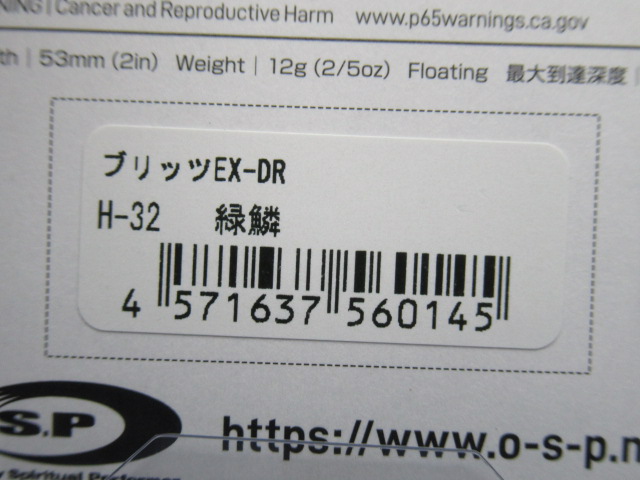 NING | Cancer and Reproductive Harm www.p65warnings.ca.gov
th | 53mm (2in) Weight | 12g (2/5oz) Floating 最大到達深度 |
ブリッツEX-DR
H-32 緑鱗
4 571637 560145
S.P
https://www.o-s-p.n
Spiritual Performer